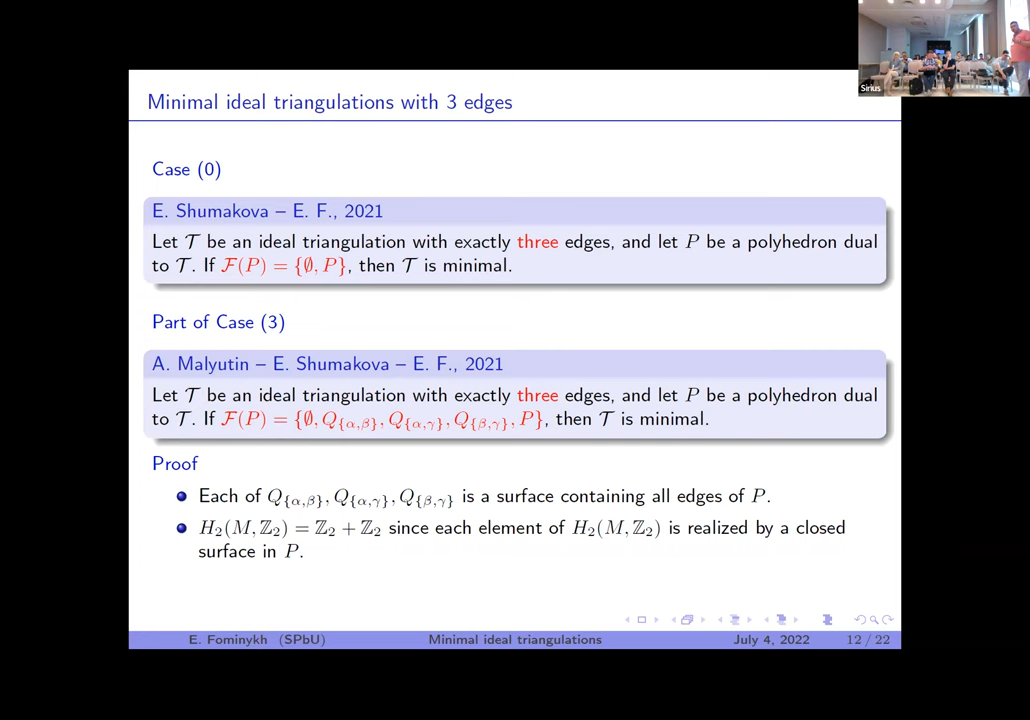 Sirius
Minimal ideal triangulations with 3 edges
Case (0)
E. Shumakova – E. F., 2021
Let 𝒯 be an ideal triangulation with exactly three edges, and let P be a polyhedron dual
to 𝒯. If ℱ(P) = {∅, P}, then 𝒯 is minimal.
Part of Case (3)
A. Malyutin – E. Shumakova – E. F., 2021
Let 𝒯 be an ideal triangulation with exactly three edges, and let P be a polyhedron dual
to 𝒯. If ℱ(P) = {∅, Q_{α,β}, Q_{α,γ}, Q_{β,γ}, P}, then 𝒯 is minimal.
Proof
Each of Q_{α,β}, Q_{α,γ}, Q_{β,γ} is a surface containing all edges of P.
H₂(M, ℤ₂) = ℤ₂ + ℤ₂ since each element of H₂(M, ℤ₂) is realized by a closed
surface in P.
E. Fominykh (SPbU) Minimal ideal triangulations July 4, 2022 12 / 22